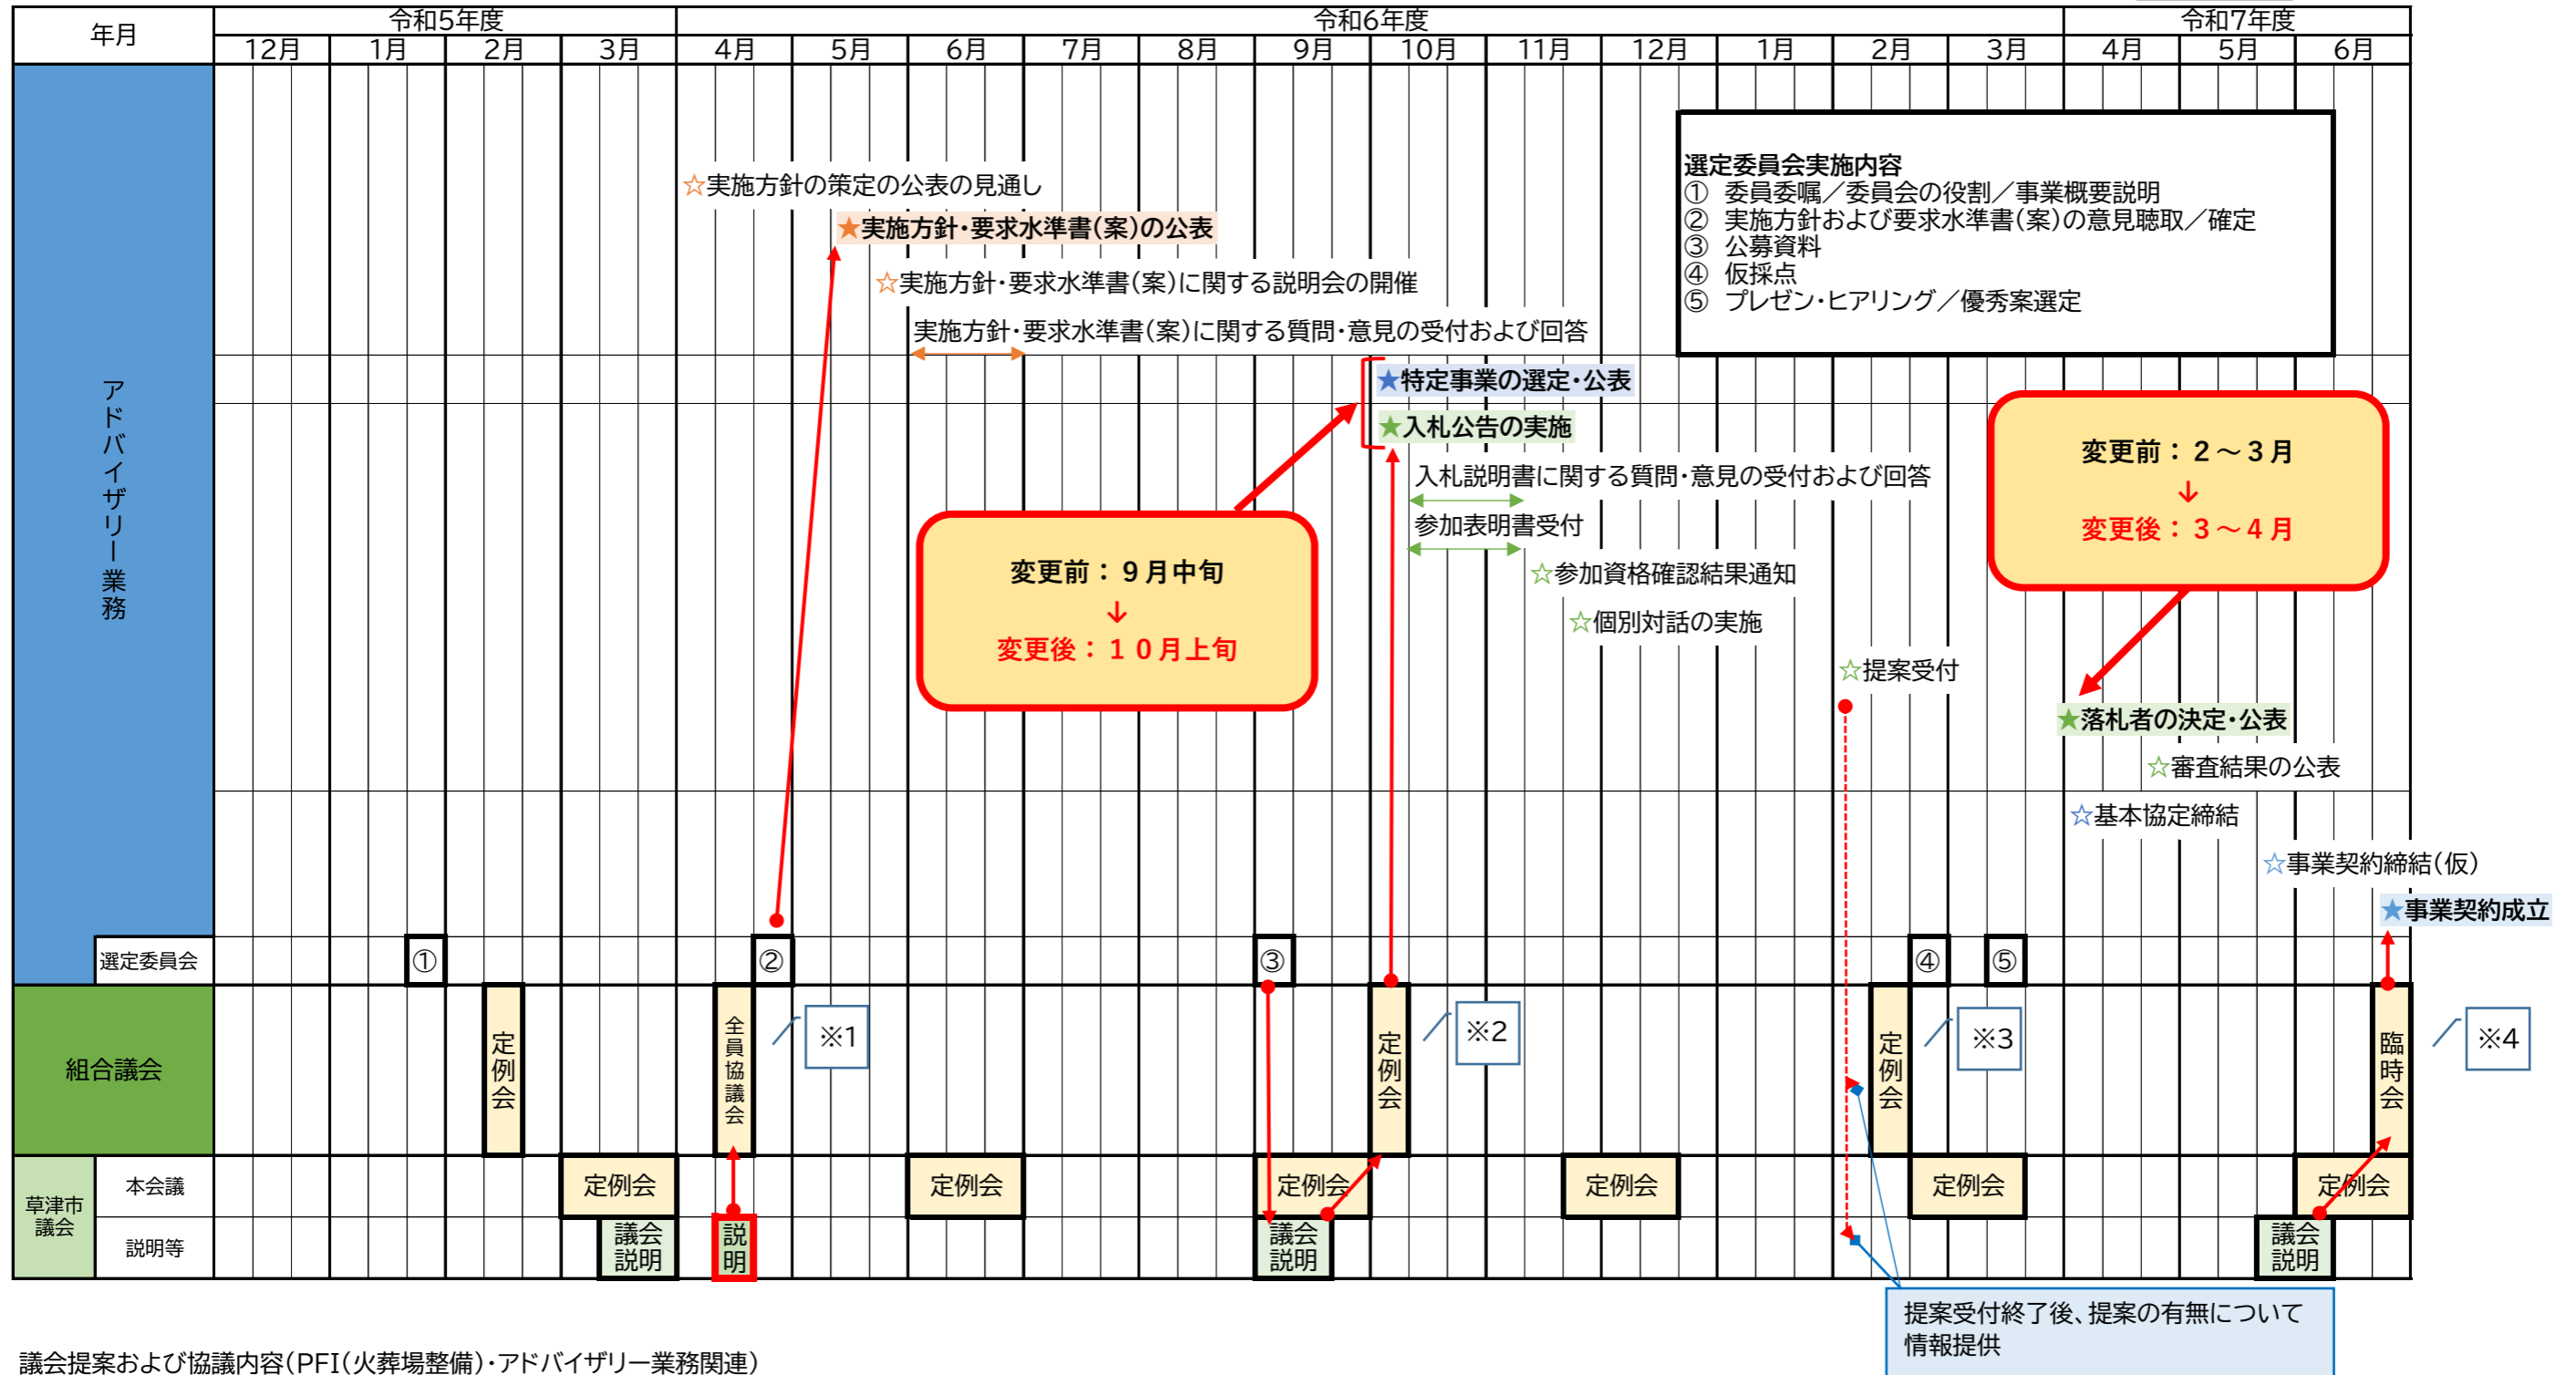 年月
令和5年度
令和6年度
令和7年度
12月 1月 2月 3月 4月 5月 6月 7月 8月 9月 10月 11月 12月 1月 2月 3月 4月 5月 6月
アドバイザリー業務
選定委員会実施内容
① 委員委嘱／委員会の役割／事業概要説明
② 実施方針および要求水準書（案）の意見聴取／確定
③ 公募資料
④ 仮採点
⑤ プレゼン・ヒアリング／優秀案選定
☆実施方針の策定の公表の見通し
★実施方針・要求水準書（案）の公表
☆実施方針・要求水準書（案）に関する説明会の開催
実施方針・要求水準書（案）に関する質問・意見の受付および回答
★特定事業の選定・公表
★入札公告の実施
入札説明書に関する質問・意見の受付および回答
参加表明書受付
☆参加資格確認結果通知
☆個別対話の実施
変更前：９月中旬
↓
変更後：１０月上旬
変更前：２～３月
↓
変更後：３～４月
☆提案受付
★落札者の決定・公表
☆審査結果の公表
☆基本協定締結
☆事業契約締結（仮）
★事業契約成立
選定委員会
① ② ③ ④ ⑤
組合議会
定例会
全員協議会
※1
定例会
※2
定例会
※3
臨時会
※4
草津市
議会
本会議
定例会 定例会 定例会 定例会 定例会 定例会
説明等
議会
説明
説明
議会
説明
議会
説明
提案受付終了後、提案の有無について
情報提供
議会提案および協議内容（PFI（火葬場整備）・アドバイザリー業務関連）